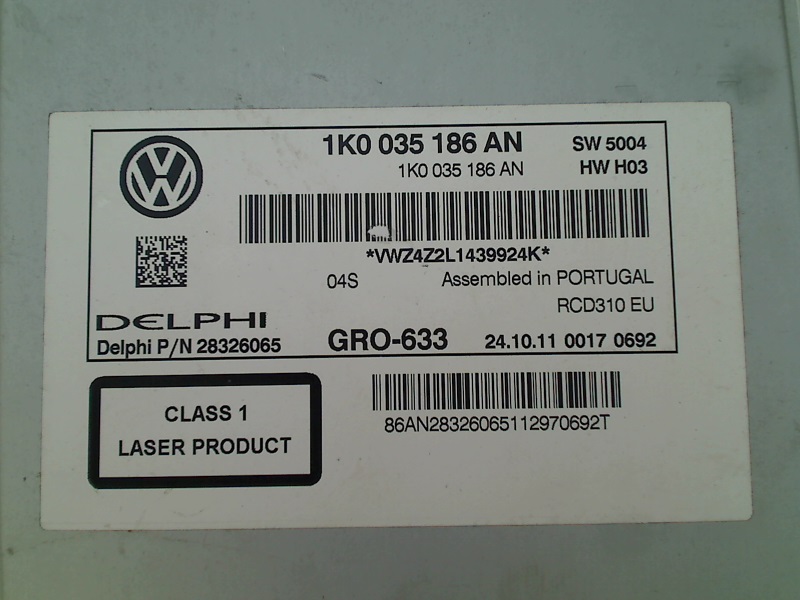 1K0 035 186 AN SW 5004
1K0 035 186 AN HW H03
*VWZ4Z2L1439924K*
04S Assembled in PORTUGAL
RCD310 EU
DELPHI
Delphi P/N 28326065 GRO-633 24.10.11 0017 0692
CLASS 1
LASER PRODUCT
86AN28326065112970692T